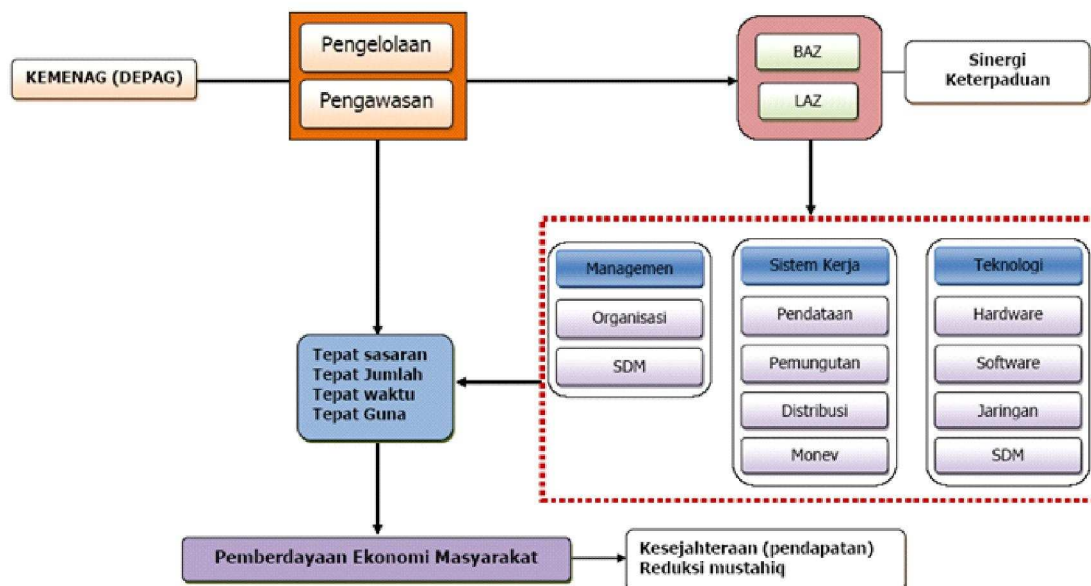 KEMENAG (DEPAG)
Pengelolaan
Pengawasan
BAZ
LAZ
Sinergi
Keterpaduan
Managemen
Organisasi
SDM
Sistem Kerja
Pendataan
Pemungutan
Distribusi
Monev
Teknologi
Hardware
Software
Jaringan
SDM
Tepat sasaran
Tepat Jumlah
Tepat waktu
Tepat Guna
Pemberdayaan Ekonomi Masyarakat
Kesejahteraan (pendapatan)
Reduksi mustahiq